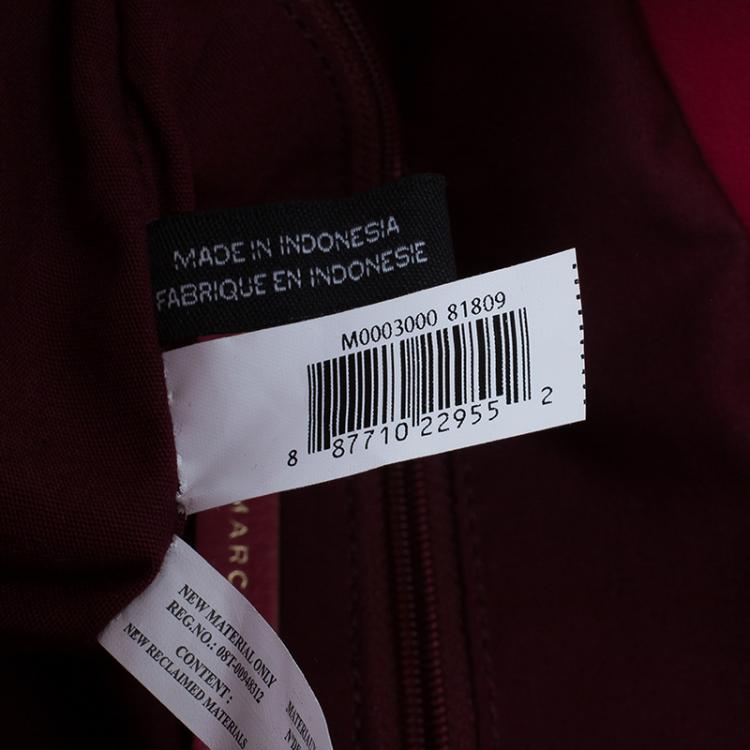 MADE IN INDONESIA
FABRIQUE EN INDONESIE
M0003000 81809
8 87710 22955 2
MARC
NEW MATERIAL ONLY
REG.NO.: 08T-00948312
CONTENT :
NEW RECLAIMED MATERIALS